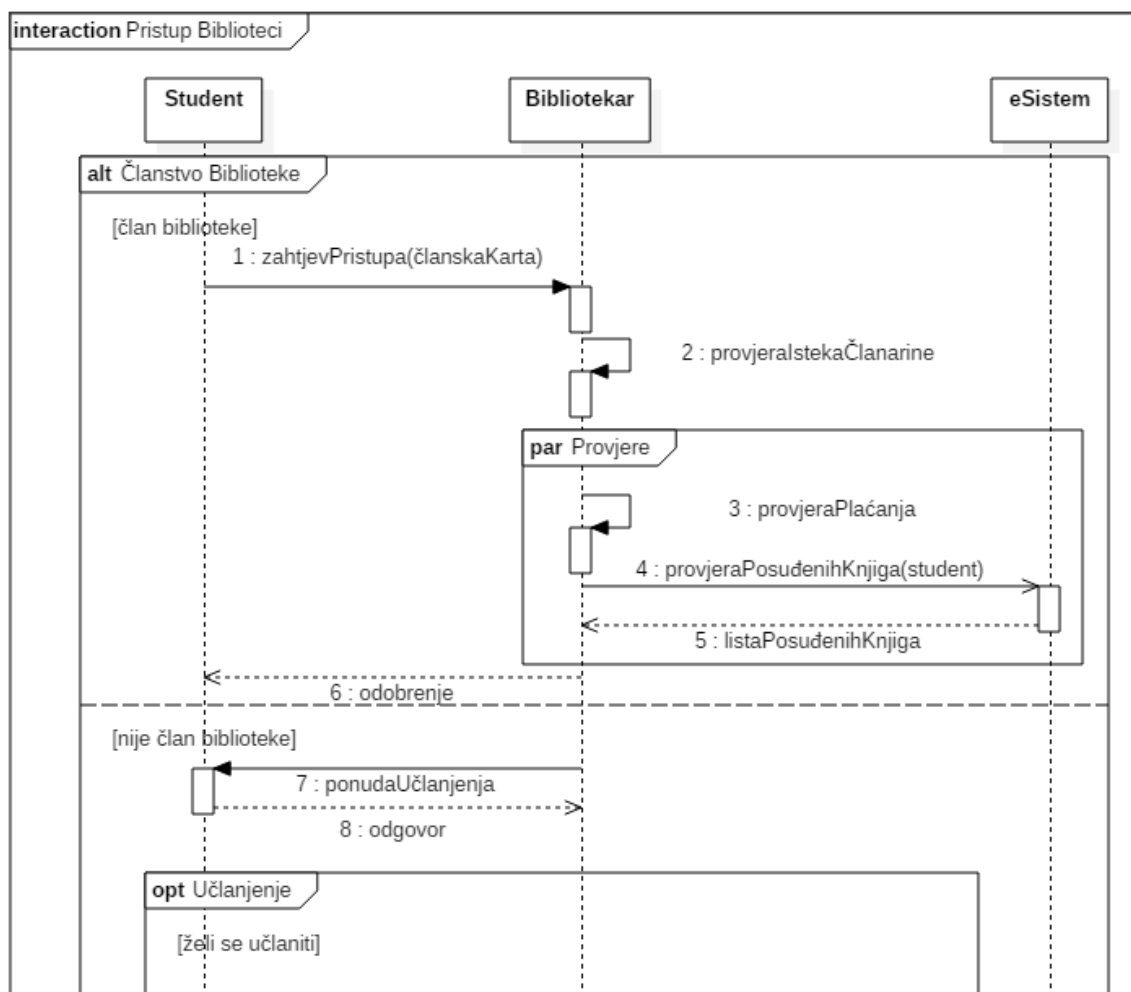 interaction Pristup Biblioteci
Student
Bibliotekar
eSistem
alt Članstvo Biblioteke
[član biblioteke]
1 : zahtjevPristupa(članskaKarta)
2 : provjeraIstekaČlanarine
par Provjere
3 : provjeraPlaćanja
4 : provjeraPosuđenihKnjiga(student)
5 : listaPosuđenihKnjiga
6 : odobrenje
[nije član biblioteke]
7 : ponudaUčlanjenja
8 : odgovor
opt Učlanjenje
[želi se učlaniti]